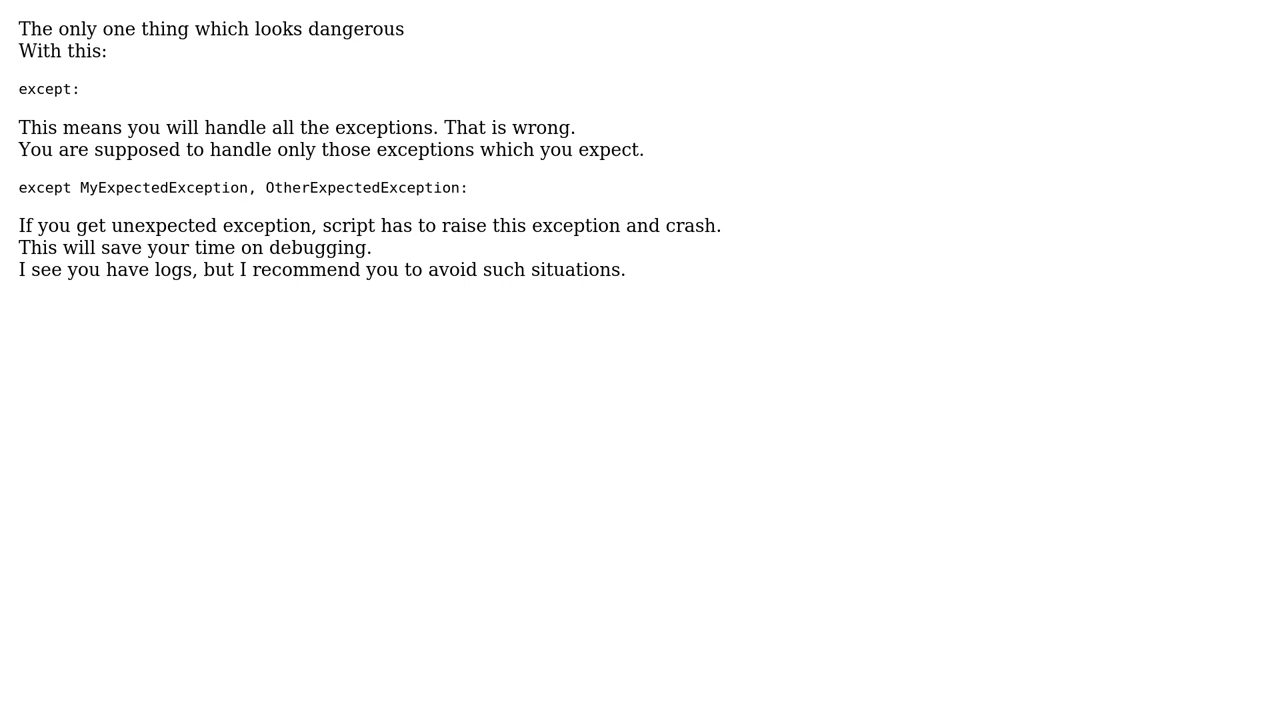 The only one thing which looks dangerous
With this:
except:
This means you will handle all the exceptions. That is wrong.
You are supposed to handle only those exceptions which you expect.
except MyExpectedException, OtherExpectedException:
If you get unexpected exception, script has to raise this exception and crash.
This will save your time on debugging.
I see you have logs, but I recommend you to avoid such situations.